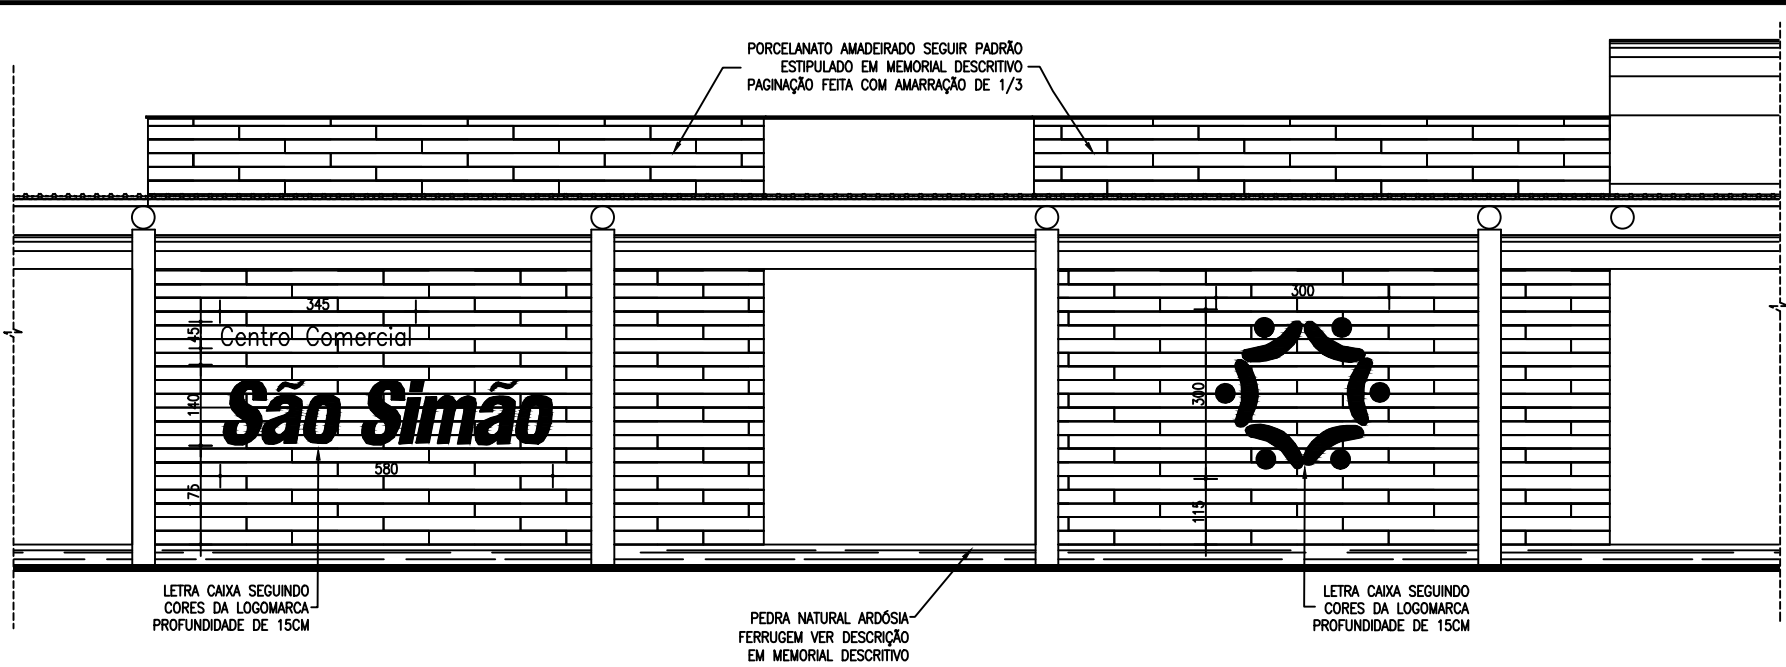 PORCELANATO AMADEIRADO SEGUIR PADRÃO
ESTIPULADO EM MEMORIAL DESCRITIVO
PAGINAÇÃO FEITA COM AMARRAÇÃO DE 1/3
345
45
Centro Comercial
140
São Simão
580
175
300
300
115
LETRA CAIXA SEGUINDO
CORES DA LOGOMARCA
PROFUNDIDADE DE 15CM
PEDRA NATURAL ARDÓSIA
FERRUGEM VER DESCRIÇÃO
EM MEMORIAL DESCRITIVO
LETRA CAIXA SEGUINDO
CORES DA LOGOMARCA
PROFUNDIDADE DE 15CM